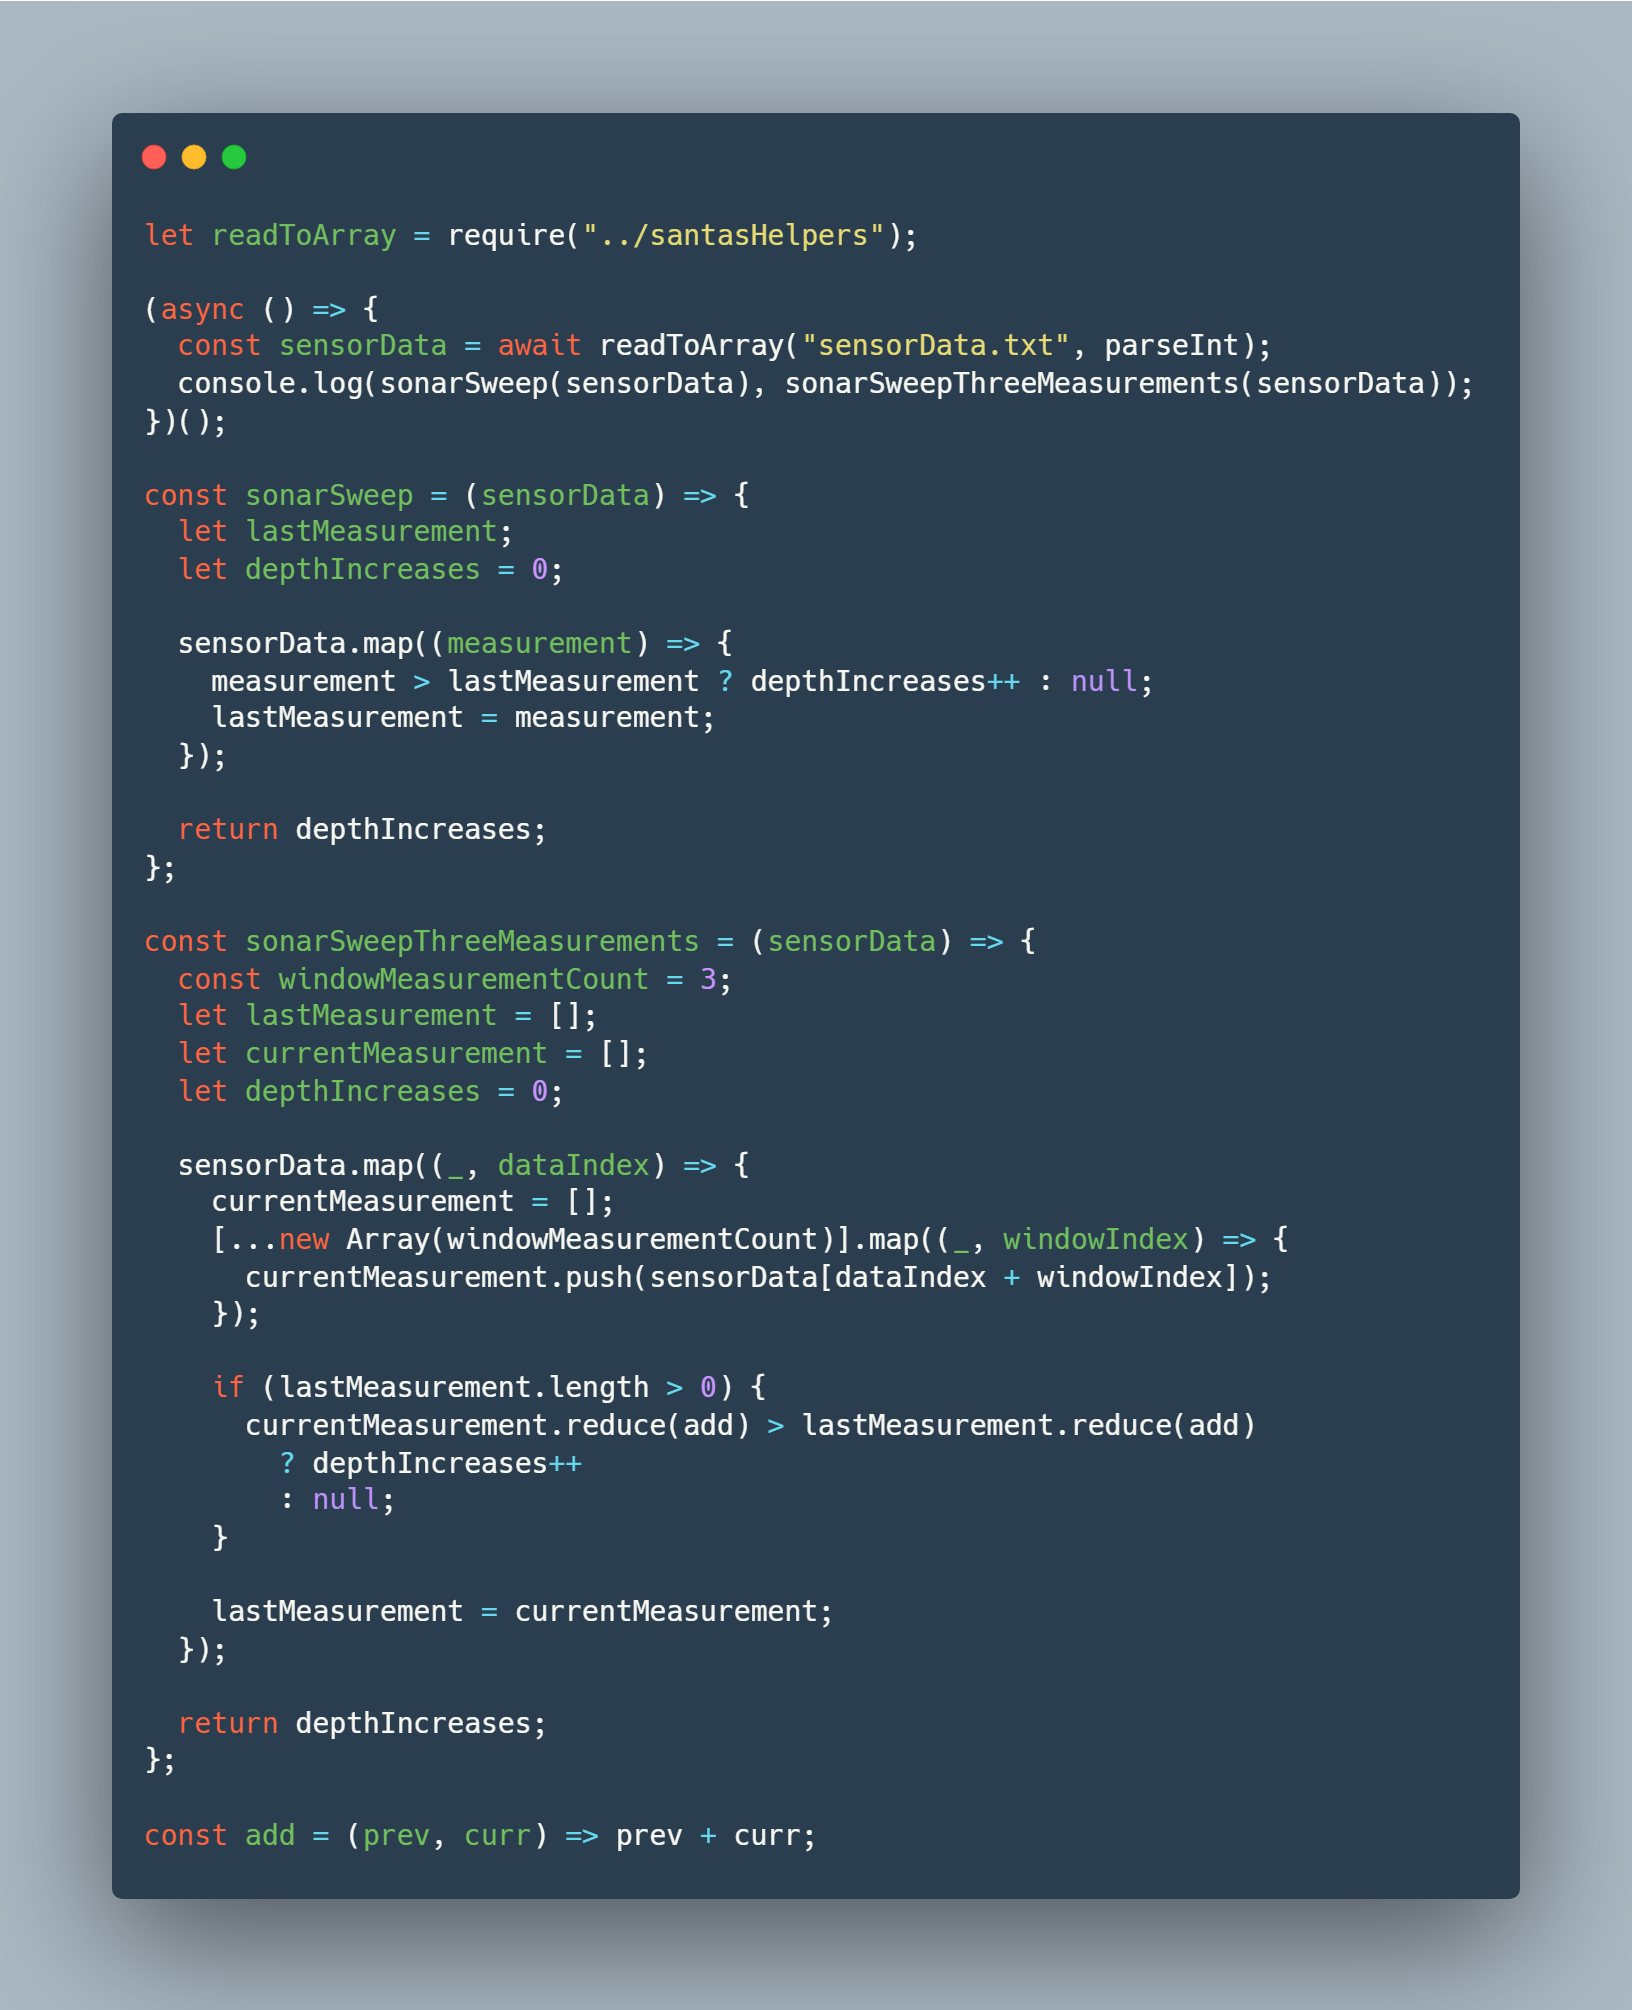 let readToArray = require("../santasHelpers");

(async () => {
  const sensorData = await readToArray("sensorData.txt", parseInt);
  console.log(sonarSweep(sensorData), sonarSweepThreeMeasurements(sensorData));
})();

const sonarSweep = (sensorData) => {
  let lastMeasurement;
  let depthIncreases = 0;

  sensorData.map((measurement) => {
    measurement > lastMeasurement ? depthIncreases++ : null;
    lastMeasurement = measurement;
  });

  return depthIncreases;
};

const sonarSweepThreeMeasurements = (sensorData) => {
  const windowMeasurementCount = 3;
  let lastMeasurement = [];
  let currentMeasurement = [];
  let depthIncreases = 0;

  sensorData.map((_, dataIndex) => {
    currentMeasurement = [];
    [...new Array(windowMeasurementCount)].map((_, windowIndex) => {
      currentMeasurement.push(sensorData[dataIndex + windowIndex]);
    });

    if (lastMeasurement.length > 0) {
      currentMeasurement.reduce(add) > lastMeasurement.reduce(add)
        ? depthIncreases++
        : null;
    }

    lastMeasurement = currentMeasurement;
  });

  return depthIncreases;
};

const add = (prev, curr) => prev + curr;